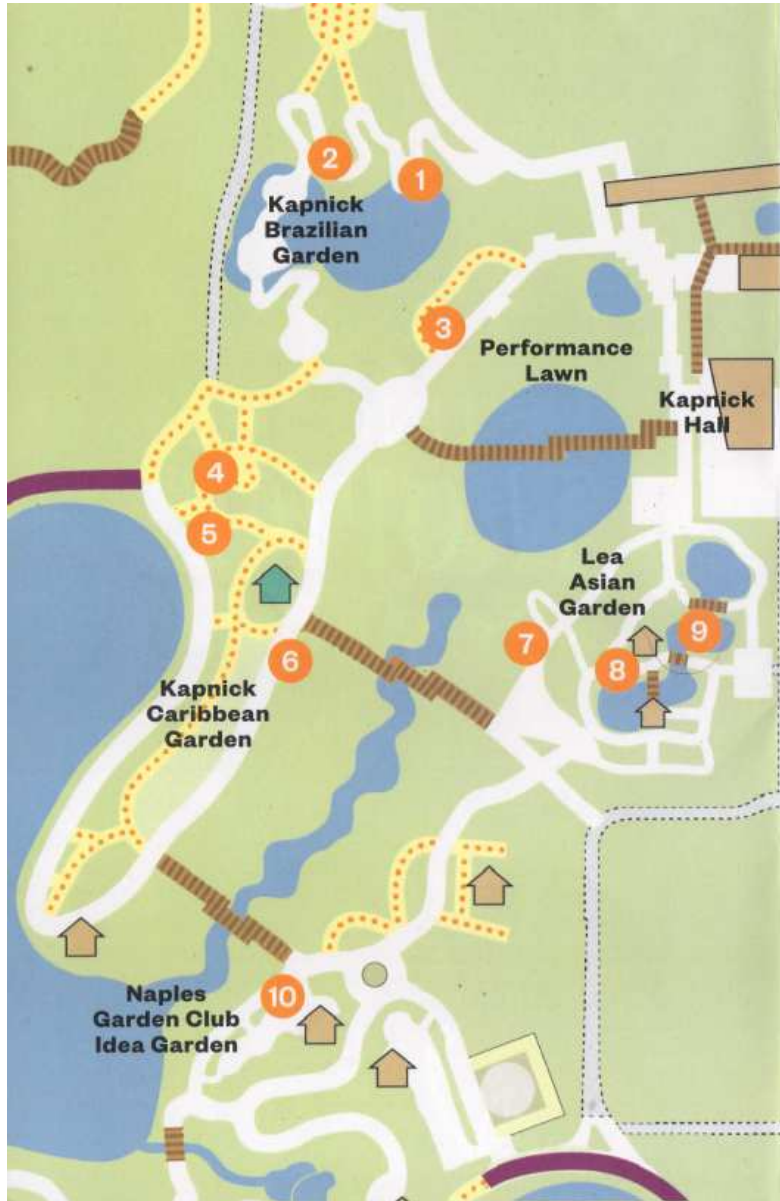 2
1
Kapnick
Brazilian
Garden
3
Performance
Lawn
Kapnick
Hall
4
5
Lea
Asian
Garden
6
7
8
9
Kapnick
Caribbean
Garden
10
Naples
Garden Club
Idea Garden